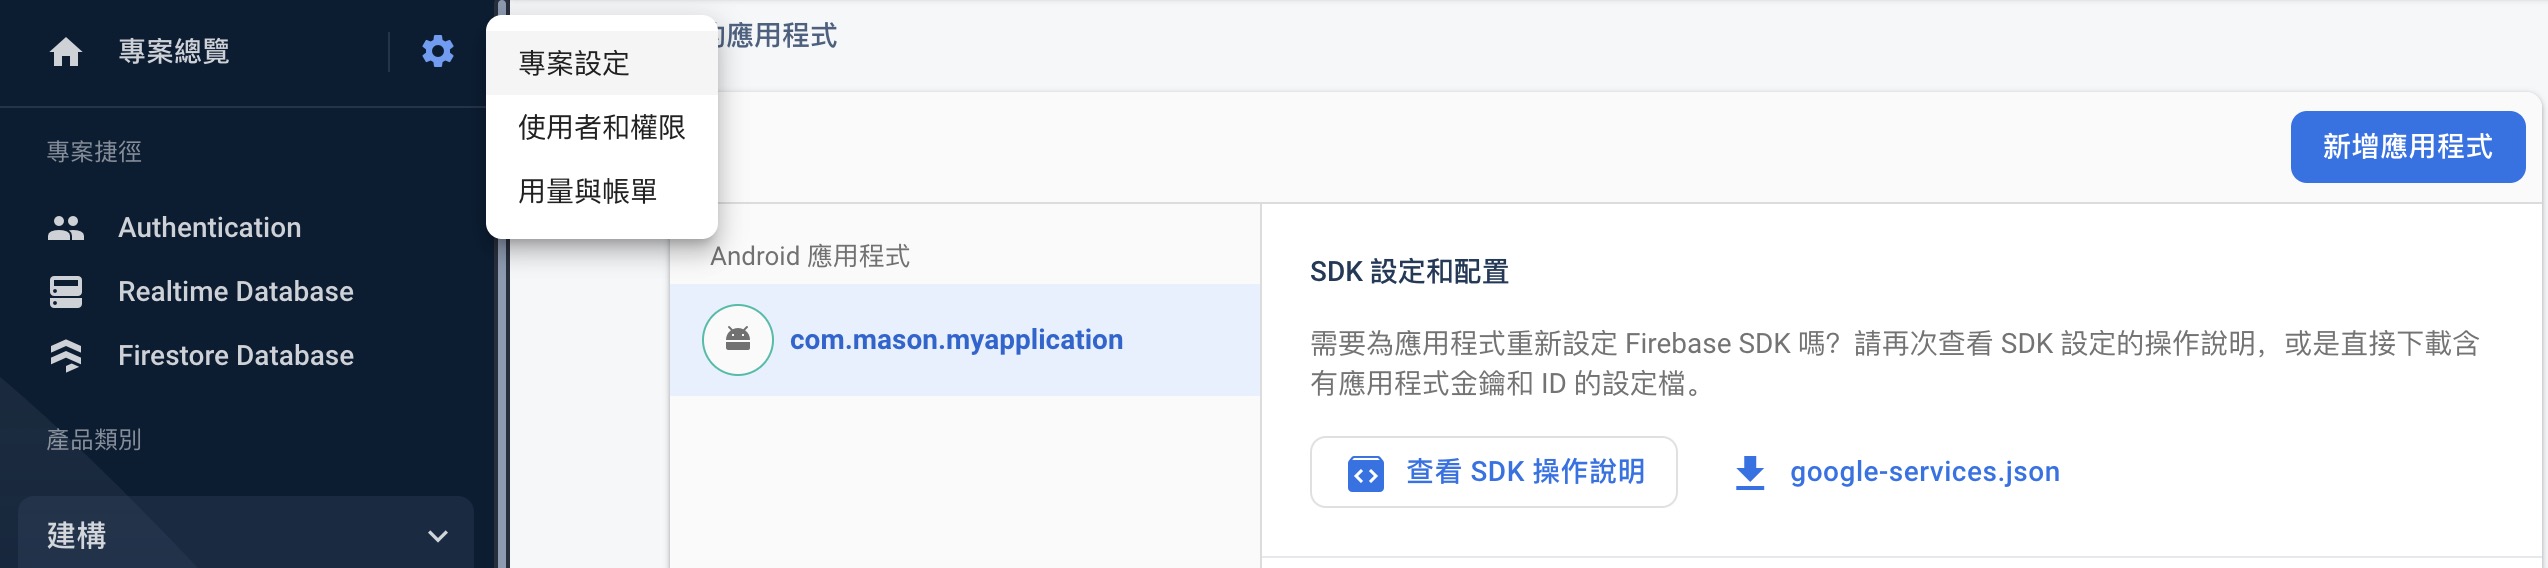 專案總覽
專案捷徑
Authentication
Realtime Database
Firestore Database
產品類別
建構
專案設定
使用者和權限
用量與帳單
應用程式
新增應用程式
Android 應用程式
com.mason.myapplication
SDK 設定和配置
需要為應用程式重新設定 Firebase SDK 嗎？請再次查看 SDK 設定的操作說明，或是直接下載含
有應用程式金鑰和 ID 的設定檔。
查看 SDK 操作說明
google-services.json